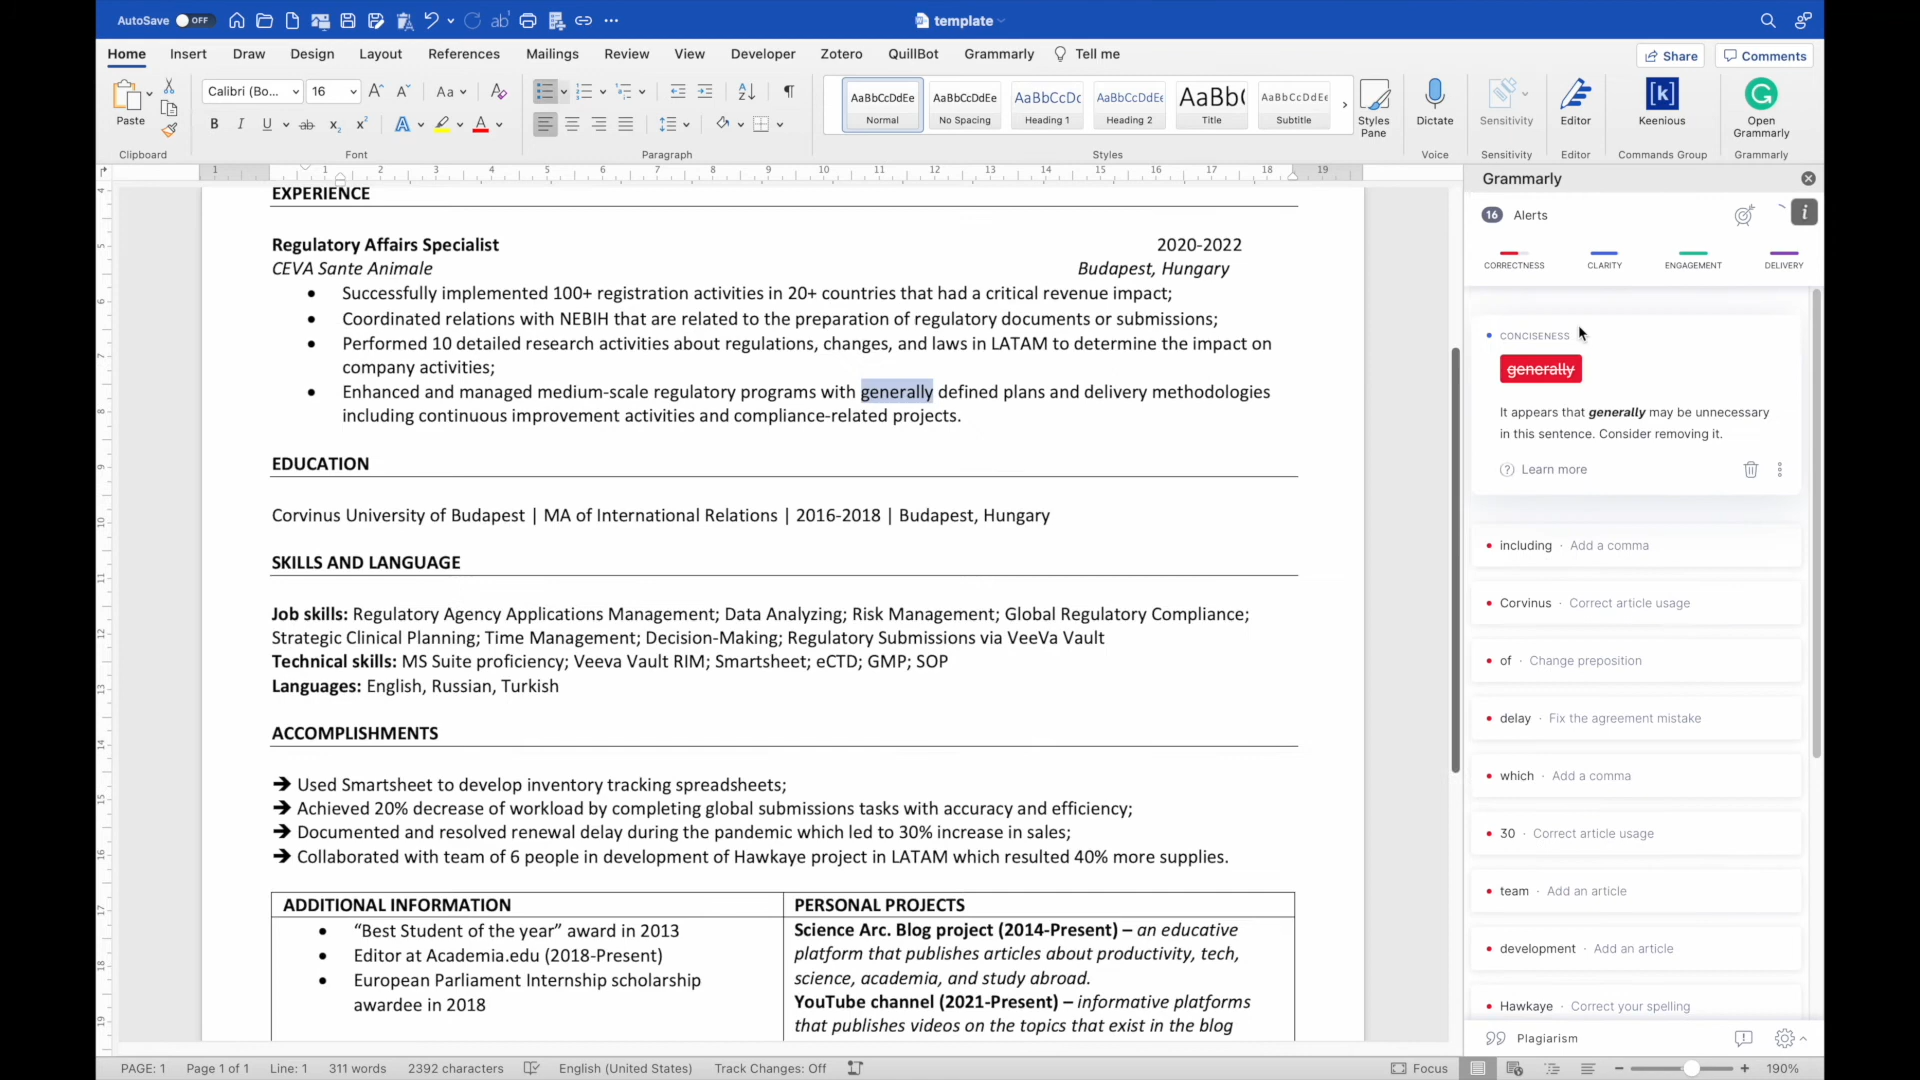 AutoSave OFF
template
Home Insert Draw Design Layout References Mailings Review View Developer Zotero QuillBot Grammarly Tell me
Share Comments
Paste
Calibri (Bo... 16
AaBbCcDdEe AaBbCcDdEe AaBbCcDc AaBbCcDdEe AaBb( AaBbCcDdEe
Normal No Spacing Heading 1 Heading 2 Title Subtitle
Styles Pane
Dictate
Sensitivity
Editor
Keenious
Open Grammarly
Clipboard Font Paragraph Styles Voice Sensitivity Editor Commands Group Grammarly
1 1 2 3 4 5 6 7 8 9 10 11 12 13 14 15 16 17 18 19
EXPERIENCE
Regulatory Affairs Specialist 2020-2022
CEVA Sante Animale Budapest, Hungary
• Successfully implemented 100+ registration activities in 20+ countries that had a critical revenue impact;
• Coordinated relations with NEBIH that are related to the preparation of regulatory documents or submissions;
• Performed 10 detailed research activities about regulations, changes, and laws in LATAM to determine the impact on
company activities;
• Enhanced and managed medium-scale regulatory programs with generally defined plans and delivery methodologies
including continuous improvement activities and compliance-related projects.
EDUCATION
Corvinus University of Budapest | MA of International Relations | 2016-2018 | Budapest, Hungary
SKILLS AND LANGUAGE
Job skills: Regulatory Agency Applications Management; Data Analyzing; Risk Management; Global Regulatory Compliance;
Strategic Clinical Planning; Time Management; Decision-Making; Regulatory Submissions via VeeVa Vault
Technical skills: MS Suite proficiency; Veeva Vault RIM; Smartsheet; eCTD; GMP; SOP
Languages: English, Russian, Turkish
ACCOMPLISHMENTS
➔ Used Smartsheet to develop inventory tracking spreadsheets;
➔ Achieved 20% decrease of workload by completing global submissions tasks with accuracy and efficiency;
➔ Documented and resolved renewal delay during the pandemic which led to 30% increase in sales;
➔ Collaborated with team of 6 people in development of Hawkaye project in LATAM which resulted 40% more supplies.
ADDITIONAL INFORMATION
• “Best Student of the year” award in 2013
• Editor at Academia.edu (2018-Present)
• European Parliament Internship scholarship
awardee in 2018
PERSONAL PROJECTS
Science Arc. Blog project (2014-Present) – an educative
platform that publishes articles about productivity, tech,
science, academia, and study abroad.
YouTube channel (2021-Present) – informative platforms
that publishes videos on the topics that exist in the blog
Grammarly
16 Alerts
CORRECTNESS CLARITY ENGAGEMENT DELIVERY
CONCISENESS
generally
It appears that generally may be unnecessary
in this sentence. Consider removing it.
Learn more
including · Add a comma
Corvinus · Correct article usage
of · Change preposition
delay · Fix the agreement mistake
which · Add a comma
30 · Correct article usage
team · Add an article
development · Add an article
Hawkaye · Correct your spelling
Plagiarism
PAGE: 1 Page 1 of 1 Line: 1 311 words 2392 characters English (United States) Track Changes: Off Focus 190%